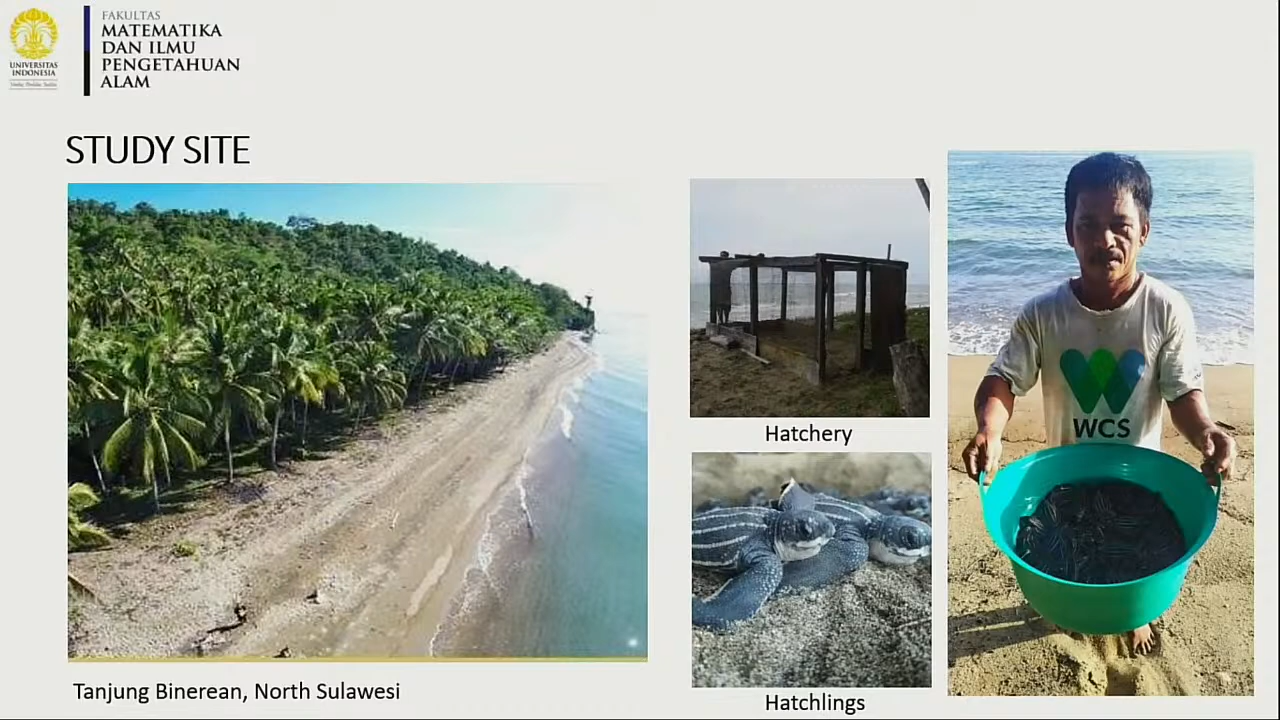 FAKULTAS
MATEMATIKA
DAN ILMU
PENGETAHUAN
ALAM
UNIVERSITAS
INDONESIA
STUDY SITE
WCS
Hatchery
Hatchlings
Tanjung Binerean, North Sulawesi